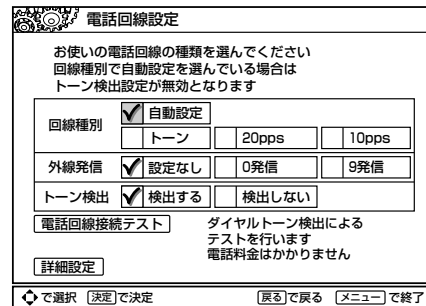 電話回線設定
お使いの電話回線の種類を選んでください
回線種別で自動設定を選んでいる場合は
トーン検出設定が無効となります
回線種別 自動設定
トーン 20pps 10pps
外線発信 設定なし 0発信 9発信
トーン検出 検出する 検出しない
電話回線接続テスト ダイヤルトーン検出による
テストを行います
電話料金はかかりません
詳細設定
で選択 決定 で決定 戻る で戻る メニュー で終了